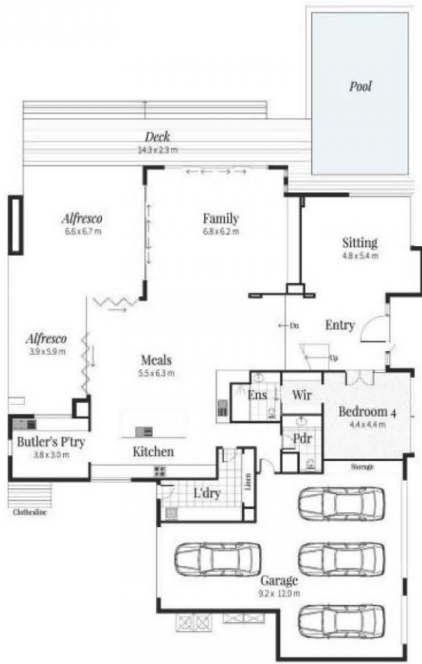 Pool
Deck
14.3 x 2.3 m
Alfresco
6.6 x 6.7 m
Family
6.8 x 6.2 m
Sitting
4.8 x 5.4 m
Alfresco
3.9 x 5.9 m
Dn
Entry
Up
Meals
5.5 x 6.3 m
Ens
Wir
Bedroom 4
4.4 x 4.4 m
Butler's P'try
3.8 x 3.0 m
Kitchen
Pdr
Storage
Linen
L'dry
Clothesline
Garage
9.2 x 12.0 m